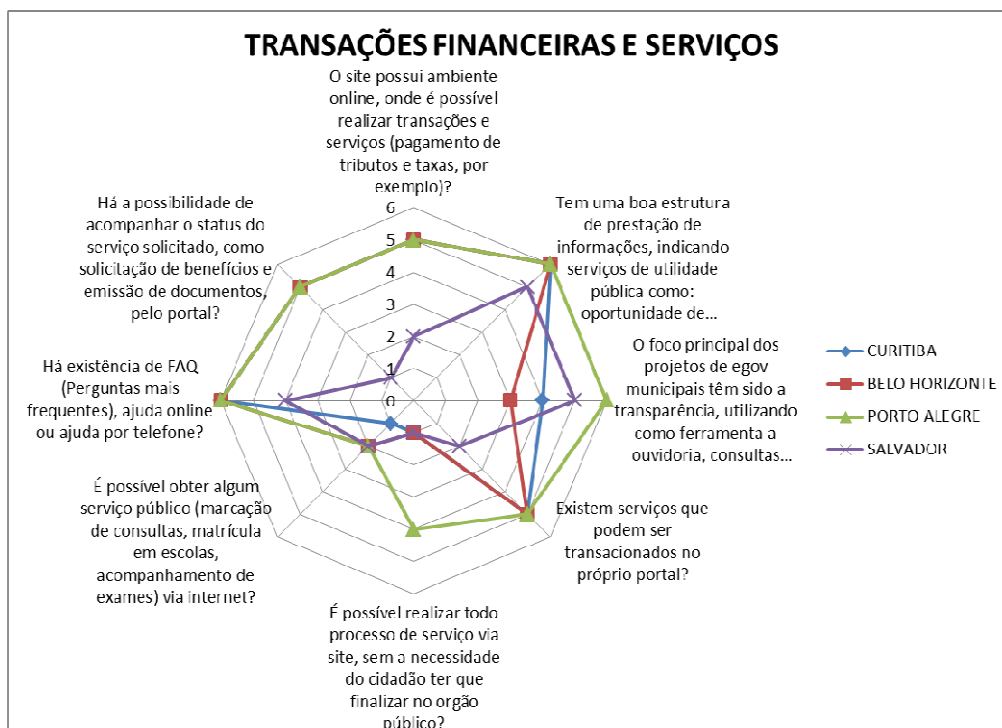 TRANSAÇÕES FINANCEIRAS E SERVIÇOS
O site possui ambiente
online, onde é possível
realizar transações e
serviços (pagamento de
tributos e taxas, por
exemplo)?
Tem uma boa estrutura
de prestação de
informações, indicando
serviços de utilidade
pública como:
oportunidade de...
O foco principal dos
projetos de egov
municipais têm sido a
transparência, utilizando
como ferramenta a
ouvidoria, consultas...
Existem serviços que
podem ser
transacionados no
próprio portal?
É possível realizar todo
processo de serviço via
site, sem a necessidade
do cidadão ter que
finalizar no orgão
público?
É possível obter algum
serviço público (marcação
de consultas, matrícula
em escolas,
acompanhamento de
exames) via internet?
Há existência de FAQ
(Perguntas mais
frequentes), ajuda online
ou ajuda por telefone?
Há a possibilidade de
acompanhar o status do
serviço solicitado, como
solicitação de benefícios e
emissão de documentos,
pelo portal?
6
5
4
3
2
1
0
CURITIBA
BELO HORIZONTE
PORTO ALEGRE
SALVADOR